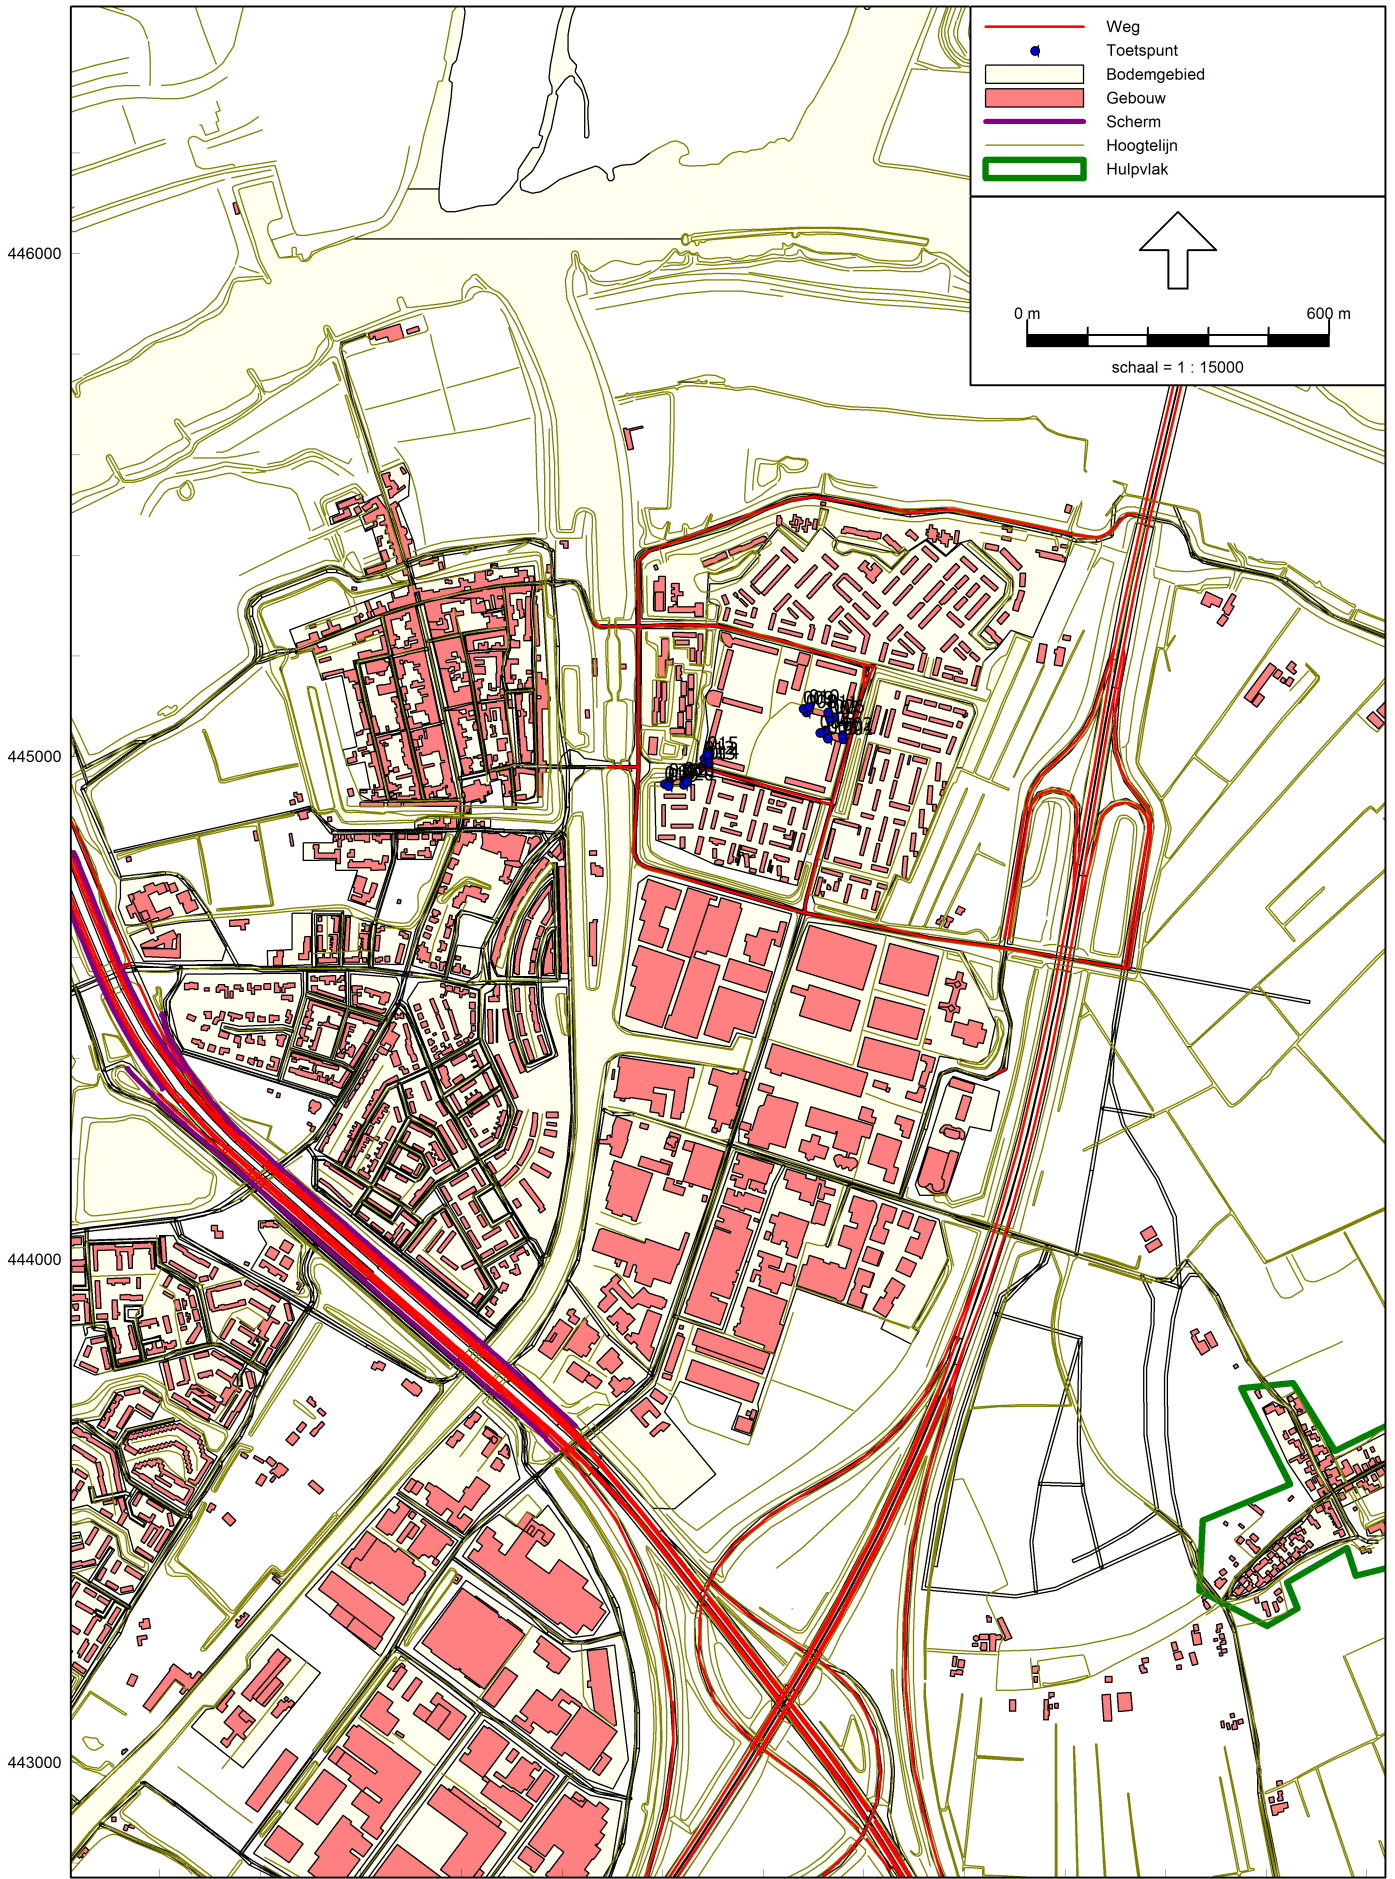 Weg
Toetspunt
Bodemgebied
Gebouw
Scherm
Hoogtelijn
Hulpvlak
0 m 600 m
schaal = 1 : 15000
446000
445000
444000
443000
015